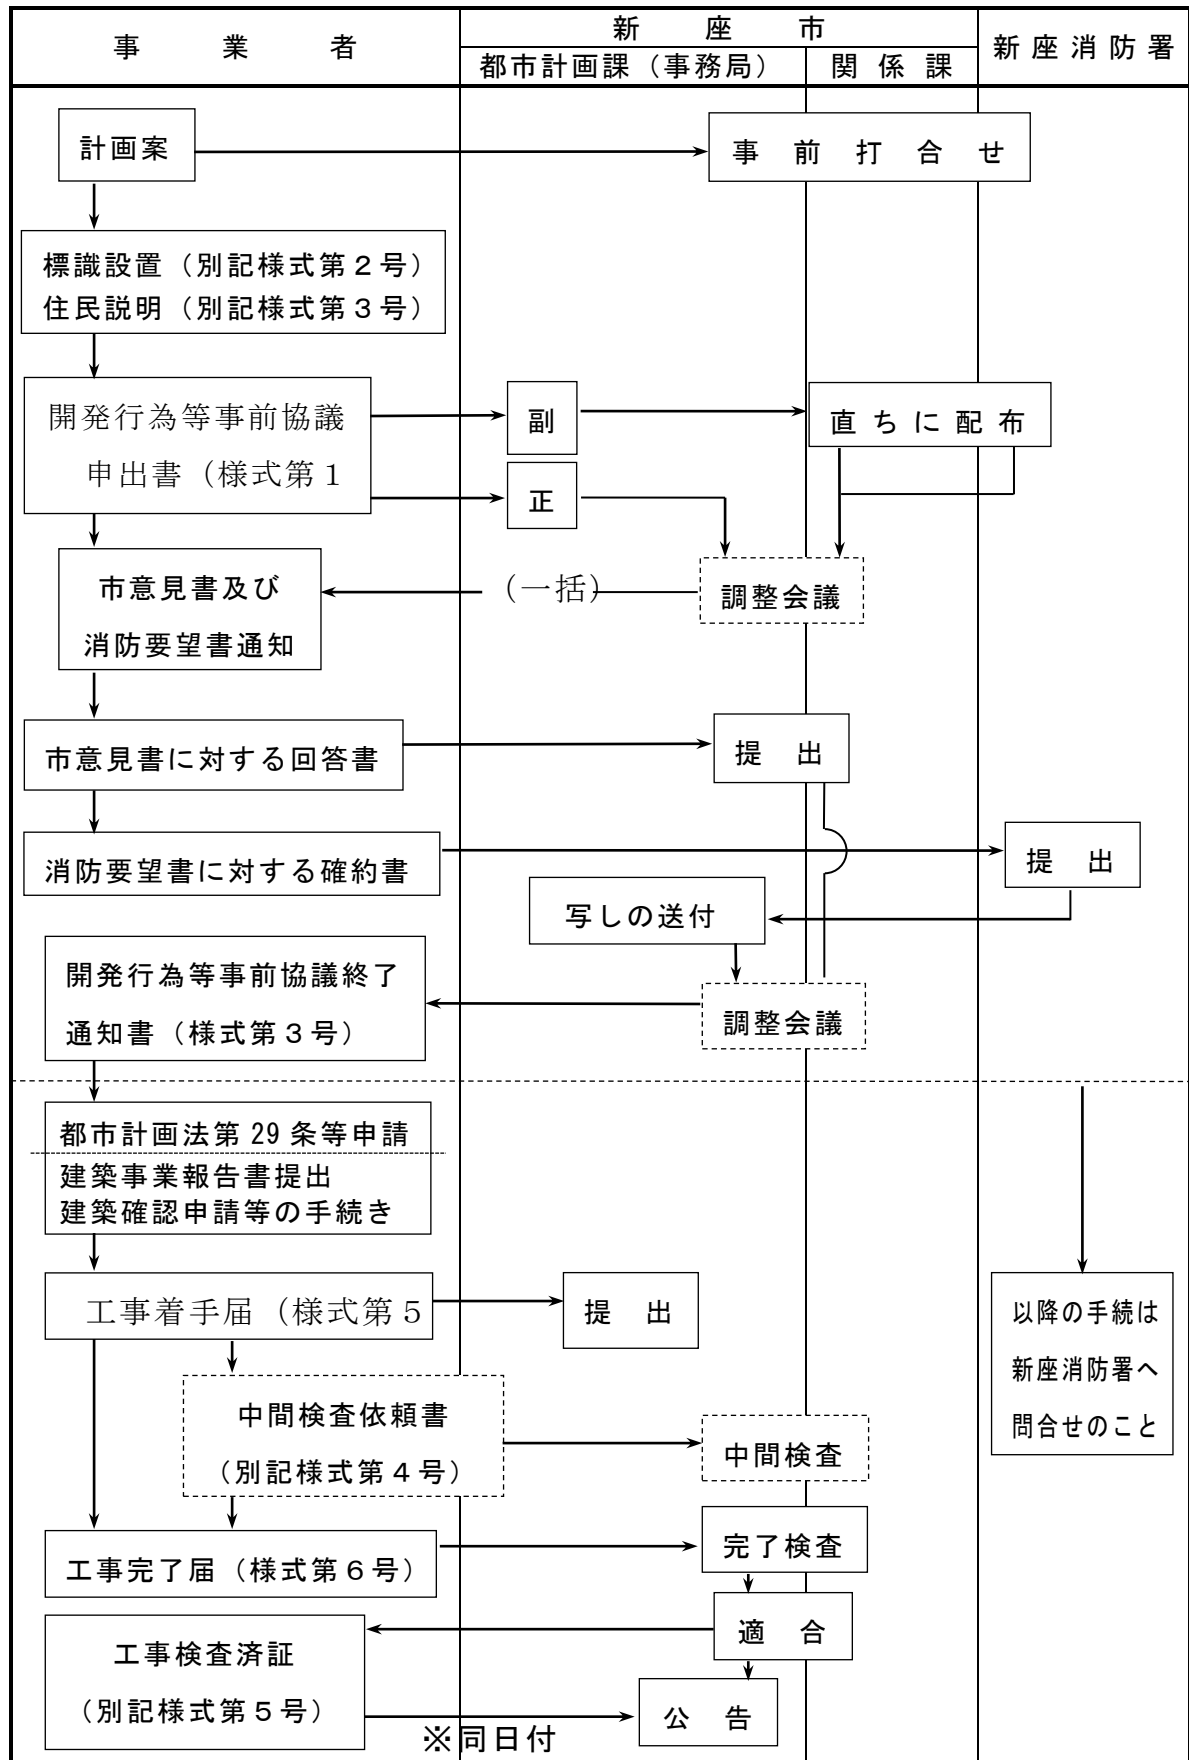 事業者
新座市
新座消防署
都市計画課（事務局）
関係課
計画案
事前打合せ
標識設置（別記様式第２号）
住民説明（別記様式第３号）
開発行為等事前協議
申出書（様式第１
副
直ちに配布
正
市意見書及び
消防要望書通知
（一括）
調整会議
市意見書に対する回答書
提出
消防要望書に対する確約書
提出
写しの送付
開発行為等事前協議終了
通知書（様式第３号）
調整会議
都市計画法第29条等申請
建築事業報告書提出
建築確認申請等の手続き
工事着手届（様式第５
提出
以降の手続は
新座消防署へ
問合せのこと
中間検査依頼書
（別記様式第４号）
中間検査
工事完了届（様式第６号）
完了検査
適合
工事検査済証
（別記様式第５号）
公告
※同日付